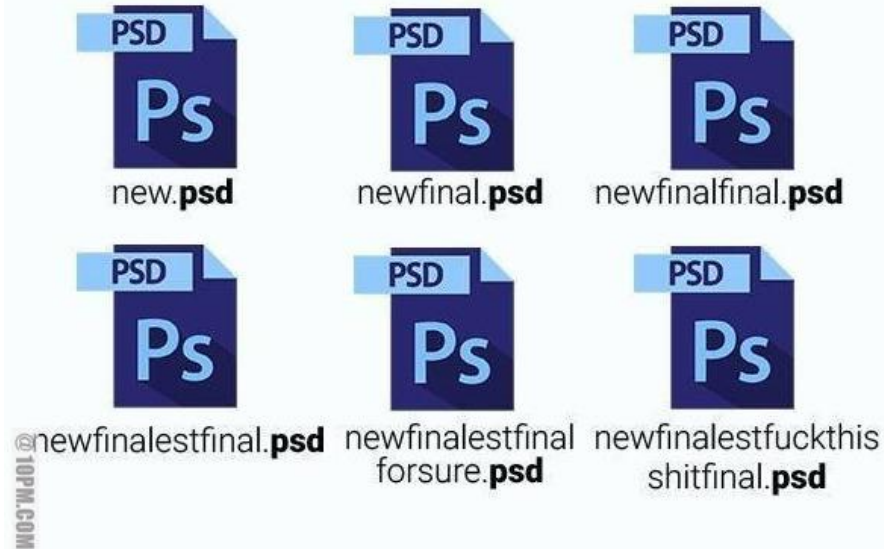 PSD
Ps
new.psd
PSD
Ps
newfinal.psd
PSD
Ps
newfinalfinal.psd
PSD
Ps
newfinalestfinal.psd
PSD
Ps
newfinalestfinal
forsure.psd
PSD
Ps
newfinalestfuckthis
shitfinal.psd
@10PM.COM